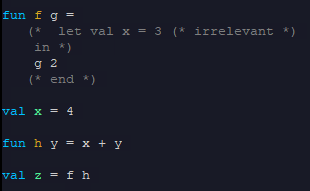 fun f g =
(* let val x = 3 (* irrelevant *)
in *)
g 2
(* end *)
val x = 4
fun h y = x + y
val z = f h